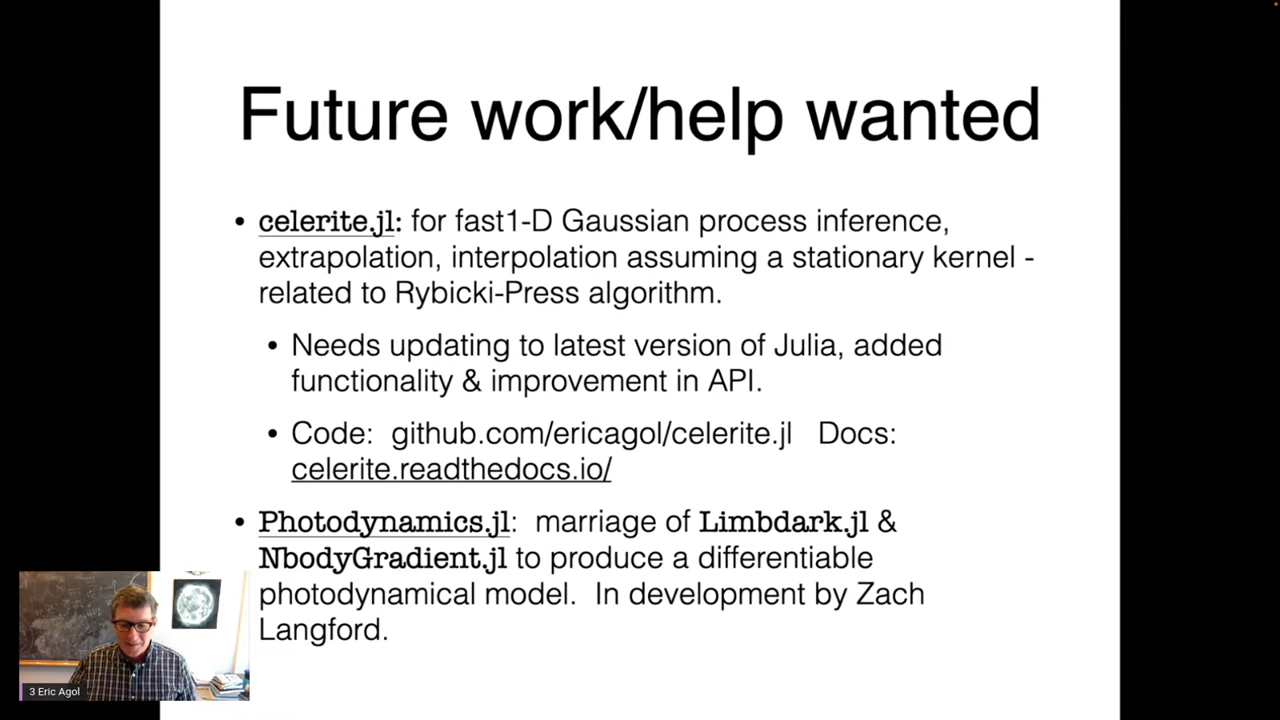 Future work/help wanted
• celerite.jl: for fast1-D Gaussian process inference,
extrapolation, interpolation assuming a stationary kernel -
related to Rybicki-Press algorithm.
• Needs updating to latest version of Julia, added
functionality & improvement in API.
• Code: github.com/ericagol/celerite.jl Docs:
celerite.readthedocs.io/
• Photodynamics.jl: marriage of Limbdark.jl &
NbodyGradient.jl to produce a differentiable
photodynamical model. In development by Zach
Langford.
3 Eric Agol